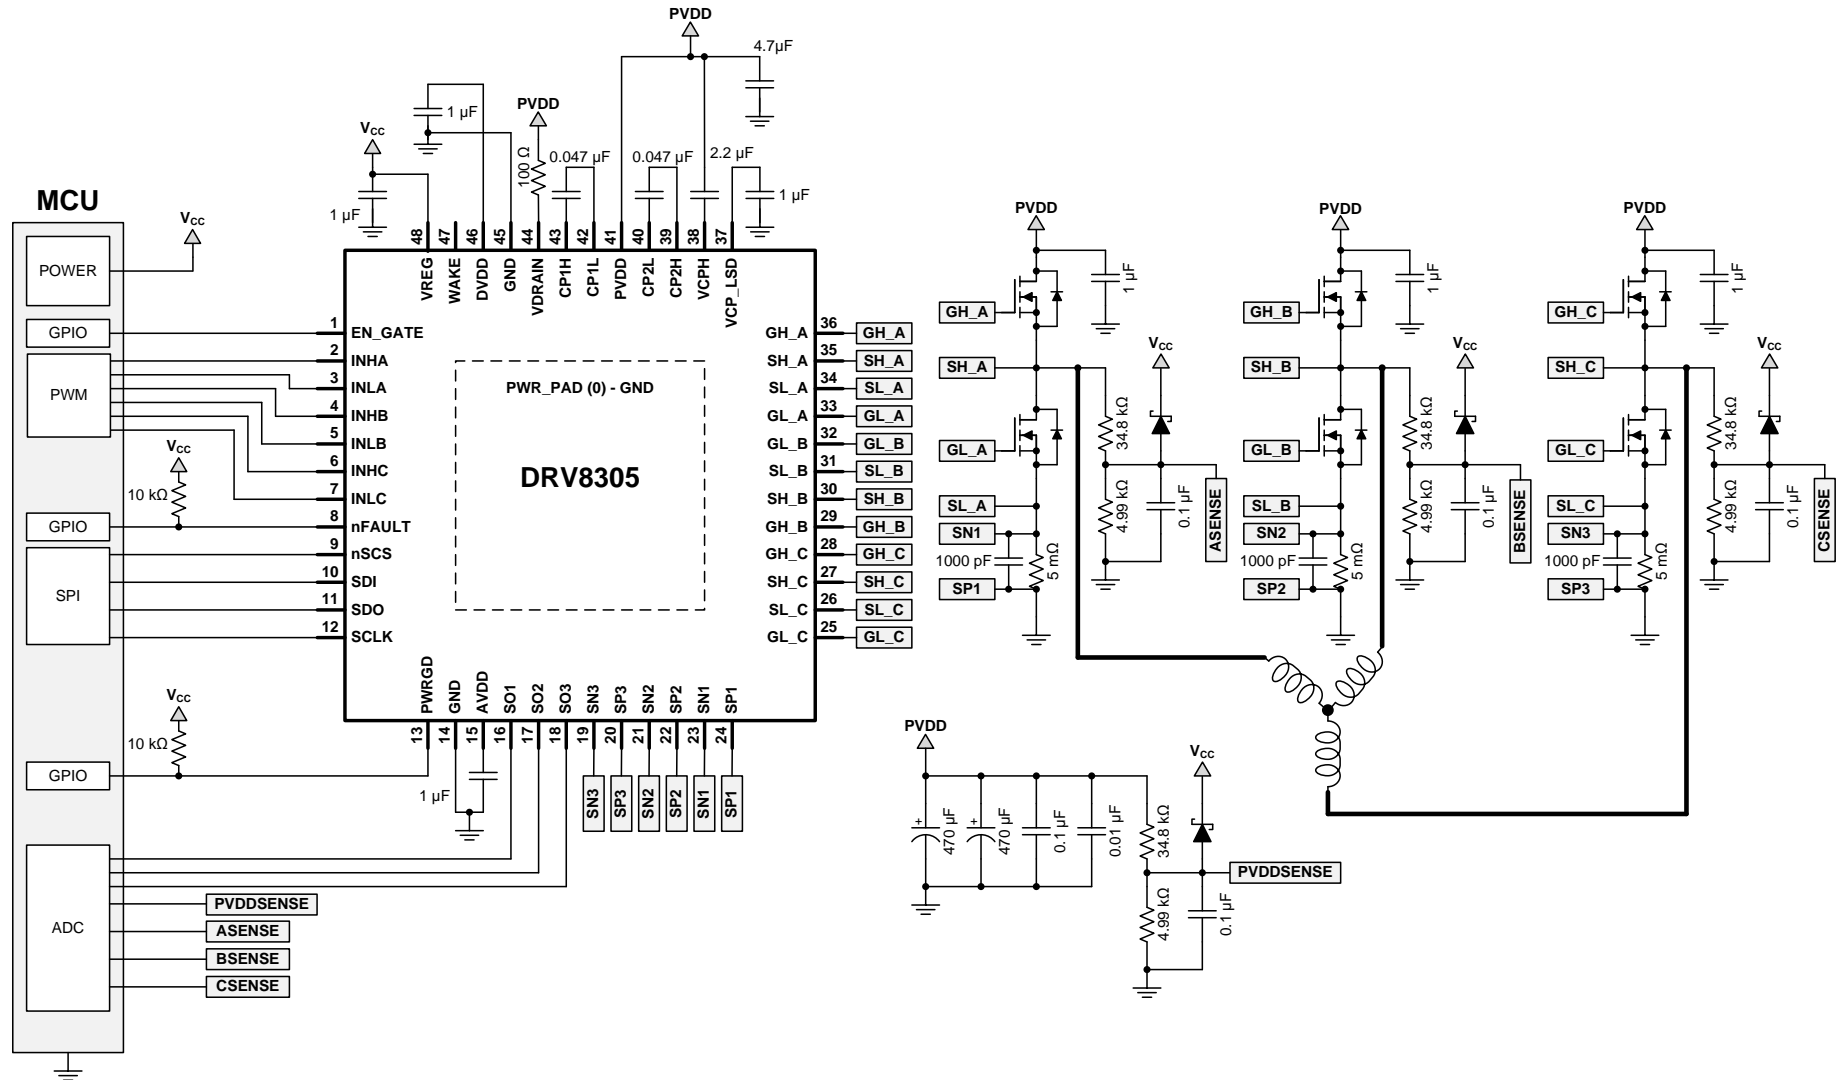 PVDD
4.7µF
1 µF
PVDD
VCC
100 Ω
0.047 µF
0.047 µF
2.2 µF
1 µF
1 µF
MCU
VCC
POWER
GPIO
PWM
VCC
10 kΩ
GPIO
SPI
VCC
10 kΩ
GPIO
ADC
PVDDSENSE
ASENSE
BSENSE
CSENSE
48 47 46 45 44 43 42 41 40 39 38 37
VREG WAKE DVDD GND VDRAIN CP1H CP1L PVDD CP2L CP2H VCPH VCP_LSD
1 EN_GATE
2 INHA
3 INLA
4 INHB
5 INLB
6 INHC
7 INLC
8 nFAULT
9 nSCS
10 SDI
11 SDO
12 SCLK
PWR_PAD (0) - GND
DRV8305
GH_A 36 GH_A
SH_A 35 SH_A
SL_A 34 SL_A
GL_A 33 GL_A
GL_B 32 GL_B
SL_B 31 SL_B
SH_B 30 SH_B
GH_B 29 GH_B
GH_C 28 GH_C
SH_C 27 SH_C
SL_C 26 SL_C
GL_C 25 GL_C
PWRGD GND AVDD SO1 SO2 SO3 SN3 SP3 SN2 SP2 SN1 SP1
13 14 15 16 17 18 19 20 21 22 23 24
1 µF
SN3 SP3 SN2 SP2 SN1 SP1
PVDD
1 µF
GH_A
VCC
SH_A
34.8 kΩ
GL_A
4.99 kΩ
0.1 µF
ASENSE
SL_A
SN1
1000 pF
5 mΩ
SP1
PVDD
1 µF
GH_B
VCC
SH_B
34.8 kΩ
GL_B
4.99 kΩ
0.1 µF
BSENSE
SL_B
SN2
1000 pF
5 mΩ
SP2
PVDD
1 µF
GH_C
VCC
SH_C
34.8 kΩ
GL_C
4.99 kΩ
0.1 µF
CSENSE
SL_C
SN3
1000 pF
5 mΩ
SP3
PVDD
+
470 µF
+
470 µF
0.1 µF
0.01 µF
34.8 kΩ
VCC
PVDDSENSE
4.99 kΩ
0.1 µF